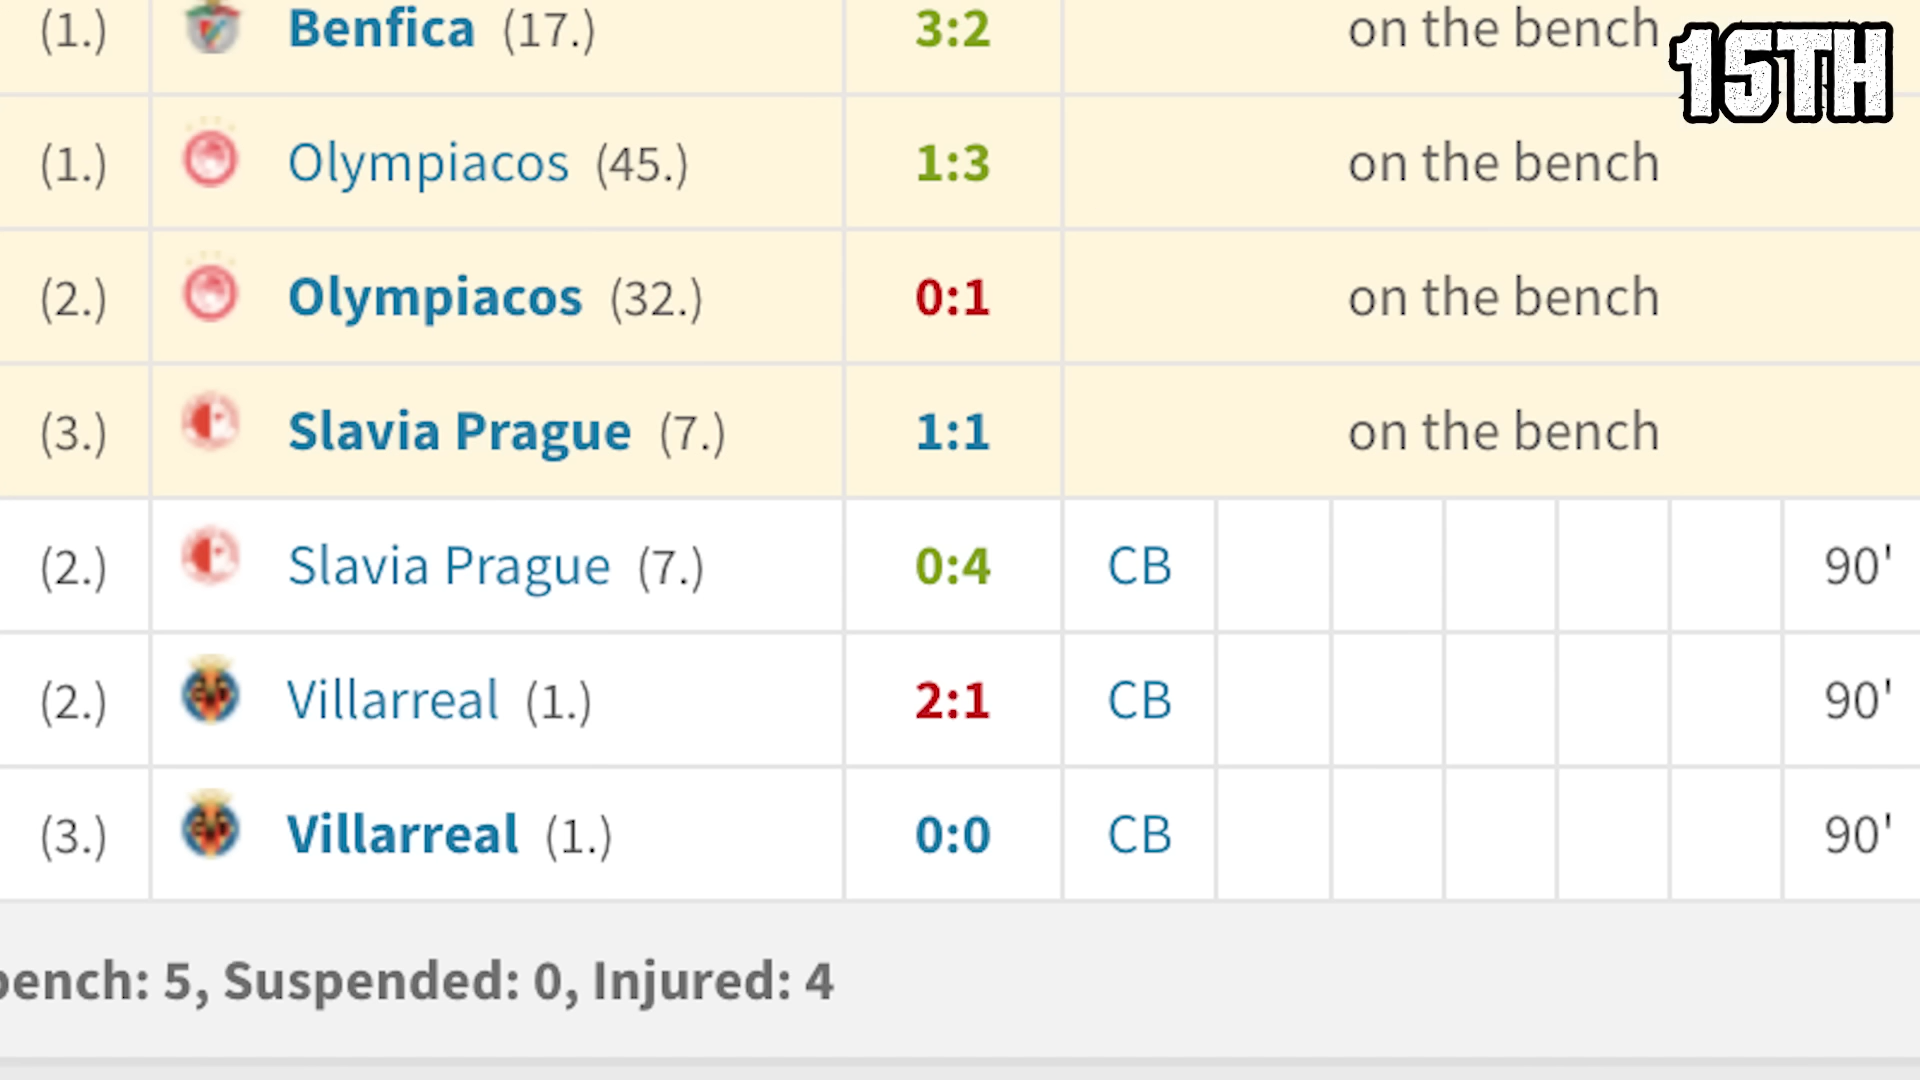 (1.) Benfica (17.) 3:2 on the bench
15TH
(1.) Olympiacos (45.) 1:3 on the bench
(2.) Olympiacos (32.) 0:1 on the bench
(3.) Slavia Prague (7.) 1:1 on the bench
(2.) Slavia Prague (7.) 0:4 CB 90'
(2.) Villarreal (1.) 2:1 CB 90'
(3.) Villarreal (1.) 0:0 CB 90'
bench: 5, Suspended: 0, Injured: 4